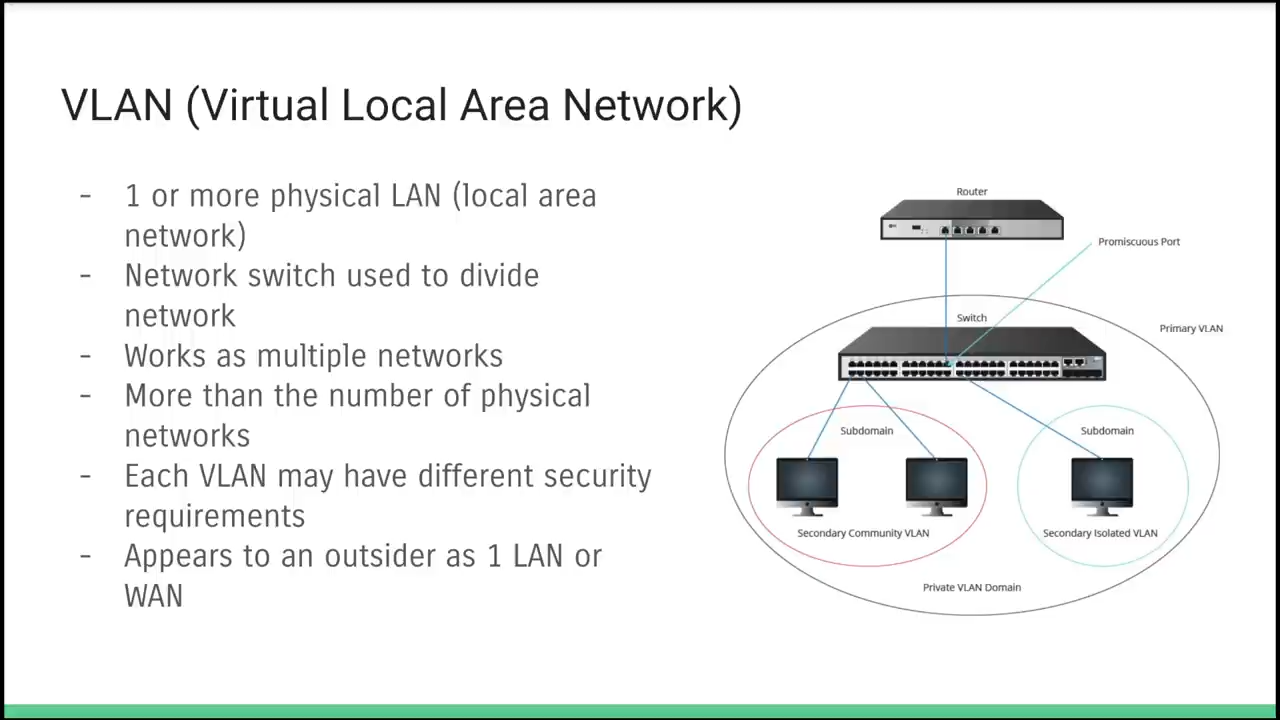 VLAN (Virtual Local Area Network)
- 1 or more physical LAN (local area
network)
- Network switch used to divide
network
- Works as multiple networks
- More than the number of physical
networks
- Each VLAN may have different security
requirements
- Appears to an outsider as 1 LAN or
WAN
Router
Promiscuous Port
Switch
Primary VLAN
Subdomain
Subdomain
Secondary Community VLAN
Secondary Isolated VLAN
Private VLAN Domain